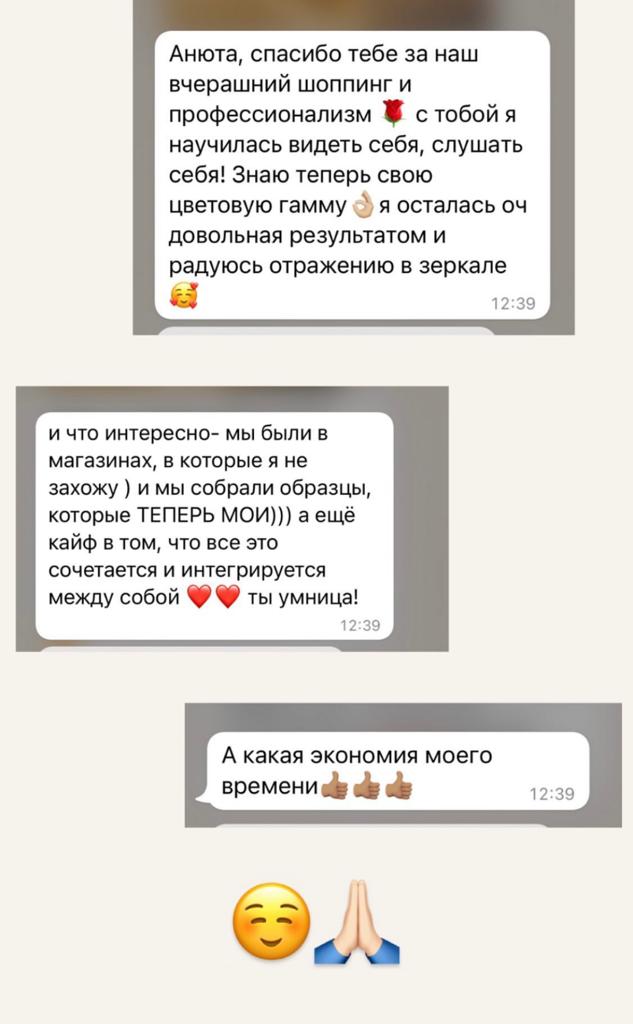 Анюта, спасибо тебе за наш
вчерашний шоппинг и
профессионализм 🌹 с тобой я
научилась видеть себя, слушать
себя! Знаю теперь свою
цветовую гамму👌🏼я осталась оч
довольная результатом и
радуюсь отражению в зеркале
🥰
12:39
и что интересно- мы были в
магазинах, в которые я не
захожу ) и мы собрали образцы,
которые ТЕПЕРЬ МОИ))) а ещё
кайф в том, что все это
сочетается и интегрируется
между собой ❤️❤️ ты умница!
12:39
А какая экономия моего
времени👍🏽👍🏽👍🏽
12:39
☺️🙏🏻